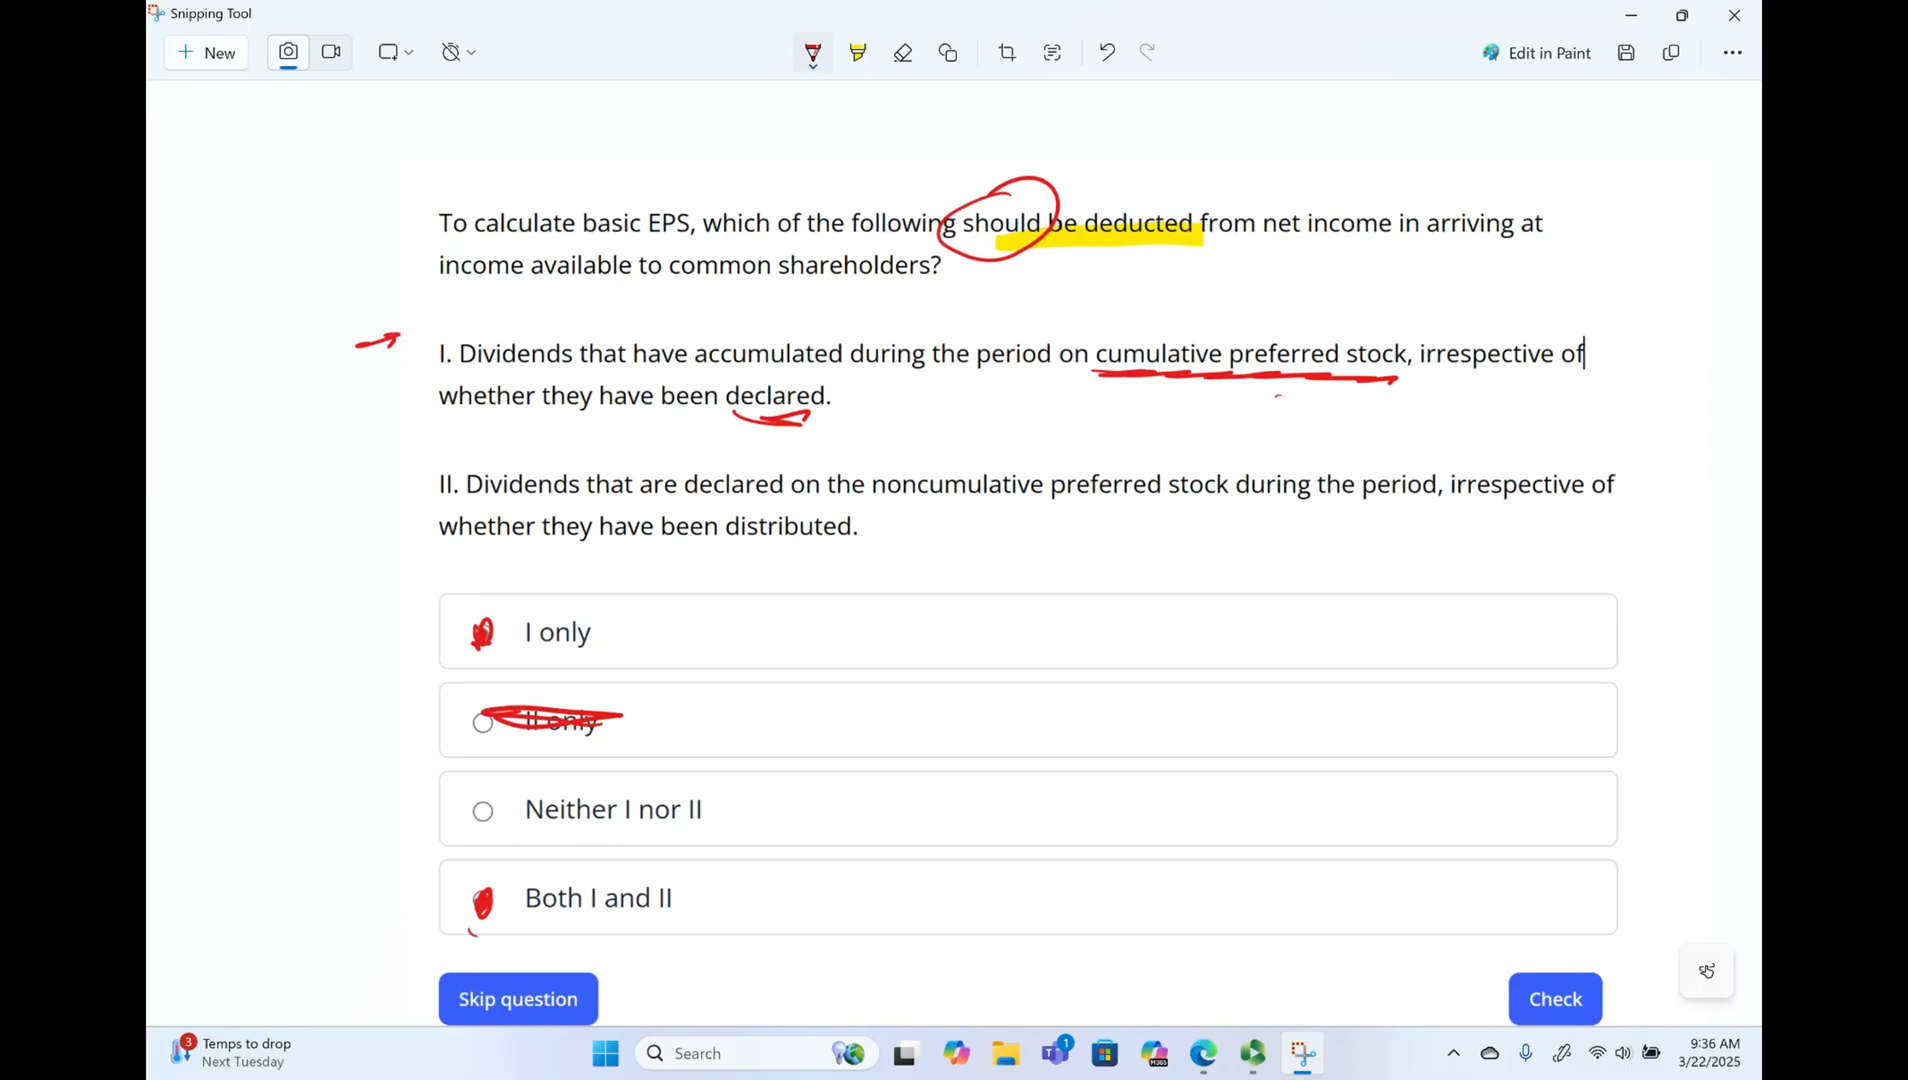 Snipping Tool
New
Edit in Paint
To calculate basic EPS, which of the following should be deducted from net income in arriving at
income available to common shareholders?
I. Dividends that have accumulated during the period on cumulative preferred stock, irrespective of
whether they have been declared.
II. Dividends that are declared on the noncumulative preferred stock during the period, irrespective of
whether they have been distributed.
I only
II only
Neither I nor II
Both I and II
Skip question
Check
3
Temps to drop
Next Tuesday
Search
1
M365
9:36 AM
3/22/2025